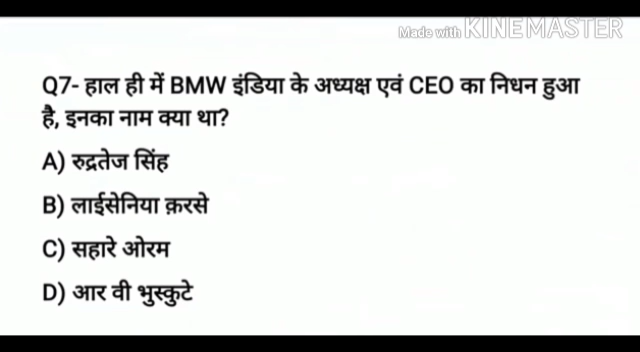 Made with KINEMASTER
Q7- हाल ही में BMW इंडिया के अध्यक्ष एवं CEO का निधन हुआ
है, इनका नाम क्या था?
A) रुद्रतेज सिंह
B) लाईसेनिया क़रसे
C) सहारे ओरम
D) आर वी भुस्कुटे